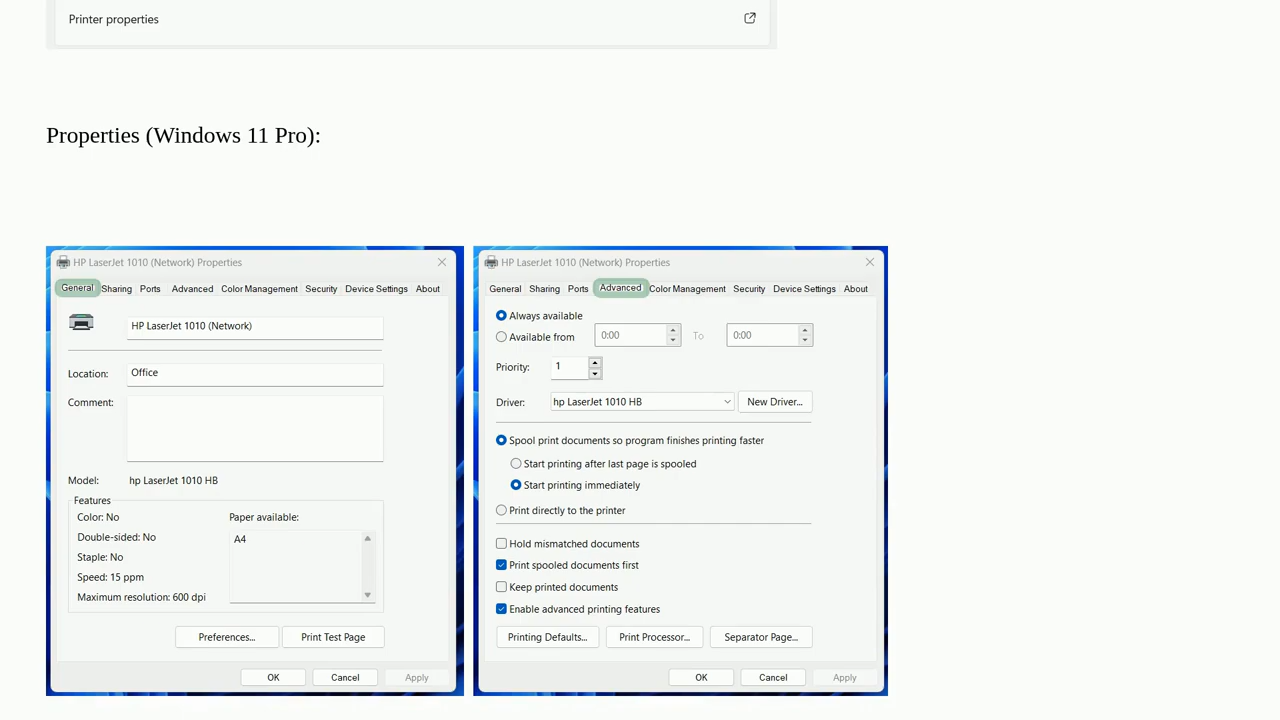 Printer properties
Properties (Windows 11 Pro):
HP LaserJet 1010 (Network) Properties
General Sharing Ports Advanced Color Management Security Device Settings About
HP LaserJet 1010 (Network)
Location: Office
Comment:
Model: hp LaserJet 1010 HB
Features
Color: No
Double-sided: No
Staple: No
Speed: 15 ppm
Maximum resolution: 600 dpi
Paper available:
A4
Preferences... Print Test Page
OK Cancel Apply
HP LaserJet 1010 (Network) Properties
General Sharing Ports Advanced Color Management Security Device Settings About
Always available
Available from 0:00 To 0:00
Priority: 1
Driver: hp LaserJet 1010 HB New Driver...
Spool print documents so program finishes printing faster
Start printing after last page is spooled
Start printing immediately
Print directly to the printer
Hold mismatched documents
Print spooled documents first
Keep printed documents
Enable advanced printing features
Printing Defaults... Print Processor... Separator Page...
OK Cancel Apply